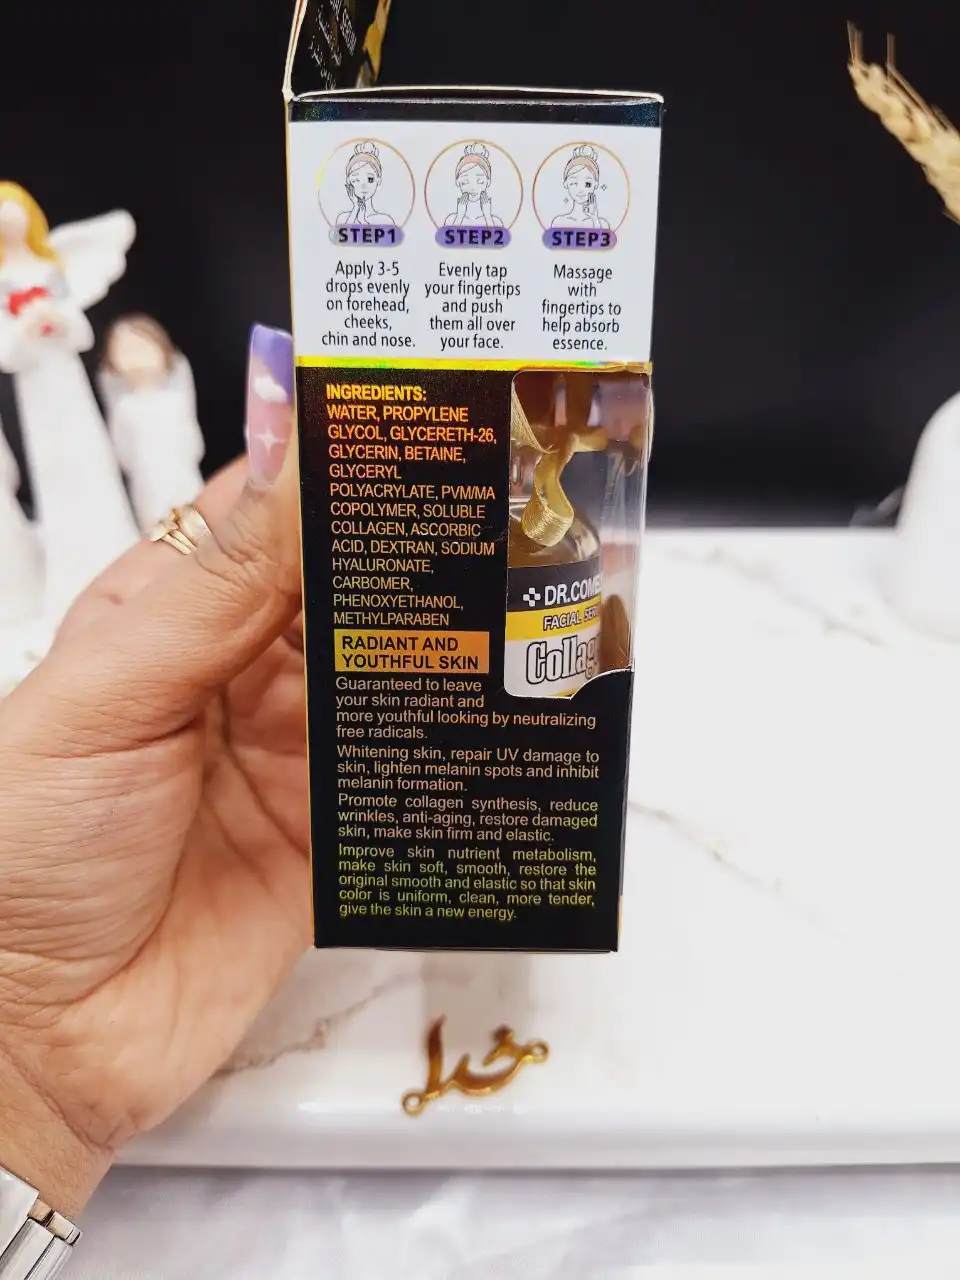 STEP1
Apply 3-5
drops evenly
on forehead,
cheeks,
chin and nose.
STEP2
Evenly tap
your fingertips
and push
them all over
your face.
STEP3
Massage
with
fingertips to
help absorb
essence.
INGREDIENTS:
WATER, PROPYLENE
GLYCOL, GLYCERETH-26,
GLYCERIN, BETAINE,
GLYCERYL
POLYACRYLATE, PVM/MA
COPOLYMER, SOLUBLE
COLLAGEN, ASCORBIC
ACID, DEXTRAN, SODIUM
HYALURONATE,
CARBOMER,
PHENOXYETHANOL,
METHYLPARABEN
RADIANT AND
YOUTHFUL SKIN
Guaranteed to leave
your skin radiant and
more youthful looking by neutralizing
free radicals.
Whitening skin, repair UV damage to
skin, lighten melanin spots and inhibit
melanin formation.
Promote collagen synthesis, reduce
wrinkles, anti-aging, restore damaged
skin, make skin firm and elastic.
Improve skin nutrient metabolism,
make skin soft, smooth, restore the
original smooth and elastic so that skin
color is uniform, clean, more tender,
give the skin a new energy.
DR.COME
FACIAL SER
Collag
خدا